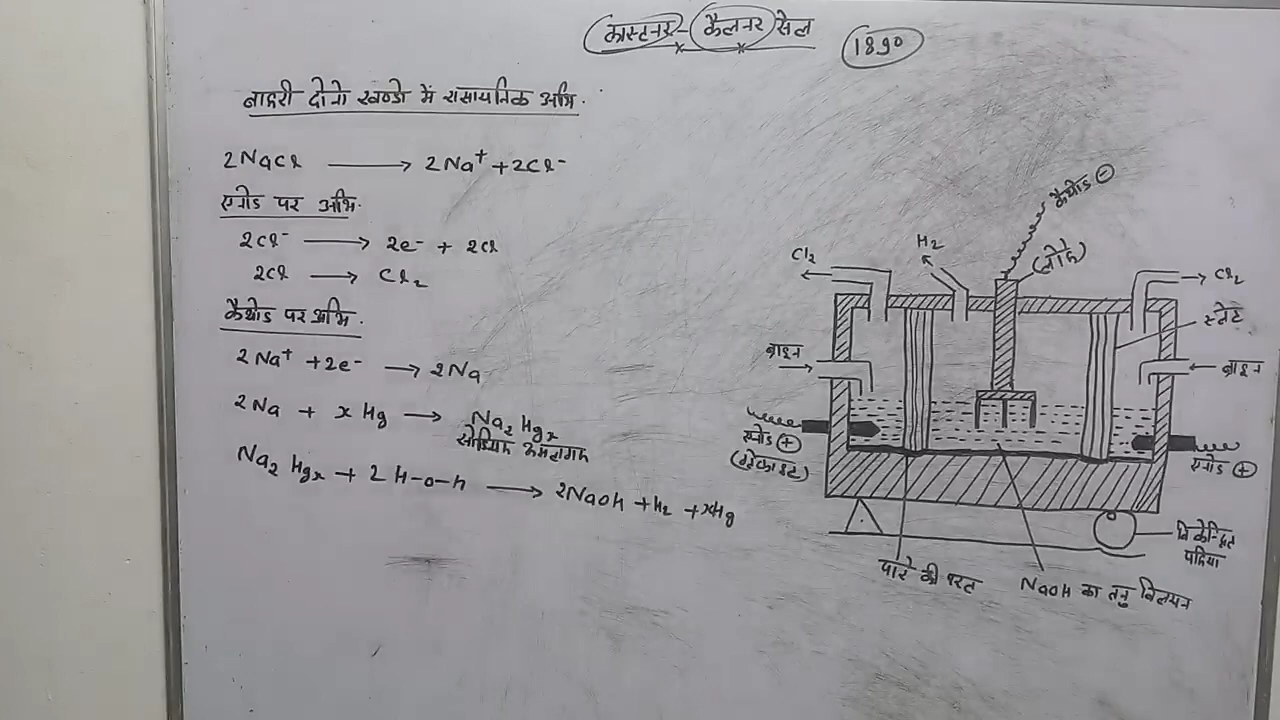 कास्टनर-कैलनर सेल
1890
बाहरी दोनो खण्डो में रासायनिक अभि.
2NaCl ⟶ 2Na⁺ + 2Cl⁻
एनोड पर अभि.
2Cl⁻ ⟶ 2e⁻ + 2Cl
2Cl ⟶ Cl₂
कैथोड पर अभि.
2Na⁺ + 2e⁻ ⟶ 2Na
2Na + xHg ⟶ Na₂Hgₓ
सोडियम अमलगम
Na₂Hgₓ + 2H-O-H ⟶ 2NaOH + H₂ + xHg
कैथोड ⊖
(लोहे)
Cl₂
H₂
Cl₂
स्लेटे
ब्राइन
ब्राइन
एनोड ⊕
(ग्रेफाइट)
एनोड ⊕
विकेन्द्रित
पहिया
पारे की परत
NaOH का तनु विलयन